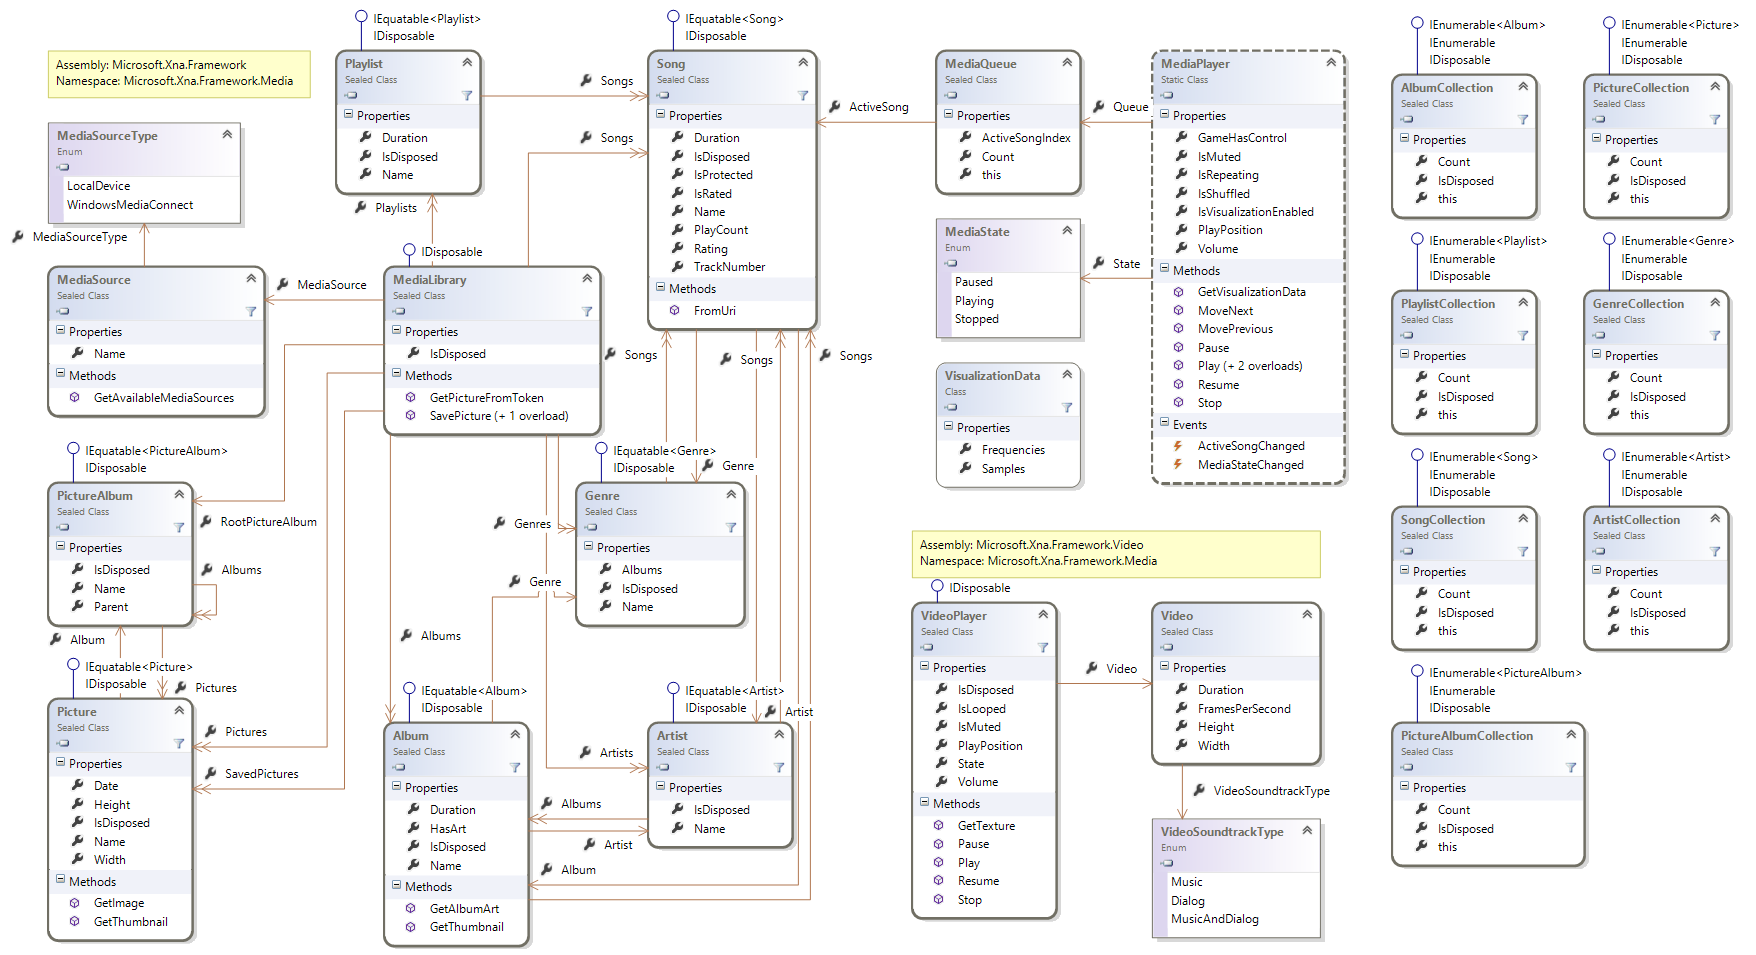 Assembly: Microsoft.Xna.Framework
Namespace: Microsoft.Xna.Framework.Media
MediaSourceType
Enum
LocalDevice
WindowsMediaConnect
MediaSourceType
MediaSource
Sealed Class
Properties
Name
Methods
GetAvailableMediaSources
IEquatable<PictureAlbum>
IDisposable
PictureAlbum
Sealed Class
Properties
IsDisposed
Name
Parent
RootPictureAlbum
Albums
Album
Pictures
IEquatable<Picture>
IDisposable
Picture
Sealed Class
Properties
Date
Height
IsDisposed
Name
Width
Methods
GetImage
GetThumbnail
Pictures
SavedPictures
IEquatable<Playlist>
IDisposable
Playlist
Sealed Class
Properties
Duration
IsDisposed
Name
Songs
Songs
Playlists
IDisposable
MediaSource
MediaLibrary
Sealed Class
Properties
IsDisposed
Methods
GetPictureFromToken
SavePicture (+ 1 overload)
IEquatable<Song>
IDisposable
Song
Sealed Class
Properties
Duration
IsDisposed
IsProtected
IsRated
Name
PlayCount
Rating
TrackNumber
Methods
FromUri
Songs
Songs
Songs
IEquatable<Genre>
IDisposable
Genre
Genre
Sealed Class
Properties
Albums
IsDisposed
Name
Genres
Genre
Albums
IEquatable<Album>
IDisposable
Album
Sealed Class
Properties
Duration
HasArt
IsDisposed
Name
Methods
GetAlbumArt
GetThumbnail
IEquatable<Artist>
IDisposable
Artist
Artist
Sealed Class
Properties
IsDisposed
Name
Artists
Albums
Artist
Album
ActiveSong
MediaQueue
Sealed Class
Properties
ActiveSongIndex
Count
this
Queue
MediaState
Enum
Paused
Playing
Stopped
State
VisualizationData
Class
Properties
Frequencies
Samples
MediaPlayer
Static Class
Properties
GameHasControl
IsMuted
IsRepeating
IsShuffled
IsVisualizationEnabled
PlayPosition
Volume
Methods
GetVisualizationData
MoveNext
MovePrevious
Pause
Play (+ 2 overloads)
Resume
Stop
Events
ActiveSongChanged
MediaStateChanged
Assembly: Microsoft.Xna.Framework.Video
Namespace: Microsoft.Xna.Framework.Media
IDisposable
VideoPlayer
Sealed Class
Properties
IsDisposed
IsLooped
IsMuted
PlayPosition
State
Volume
Methods
GetTexture
Pause
Play
Resume
Stop
Video
Video
Sealed Class
Properties
Duration
FramesPerSecond
Height
Width
VideoSoundtrackType
VideoSoundtrackType
Enum
Music
Dialog
MusicAndDialog
IEnumerable<Album>
IEnumerable
IDisposable
AlbumCollection
Sealed Class
Properties
Count
IsDisposed
this
IEnumerable<Picture>
IEnumerable
IDisposable
PictureCollection
Sealed Class
Properties
Count
IsDisposed
this
IEnumerable<Playlist>
IEnumerable
IDisposable
PlaylistCollection
Sealed Class
Properties
Count
IsDisposed
this
IEnumerable<Genre>
IEnumerable
IDisposable
GenreCollection
Sealed Class
Properties
Count
IsDisposed
this
IEnumerable<Song>
IEnumerable
IDisposable
SongCollection
Sealed Class
Properties
Count
IsDisposed
this
IEnumerable<Artist>
IEnumerable
IDisposable
ArtistCollection
Sealed Class
Properties
Count
IsDisposed
this
IEnumerable<PictureAlbum>
IEnumerable
IDisposable
PictureAlbumCollection
Sealed Class
Properties
Count
IsDisposed
this